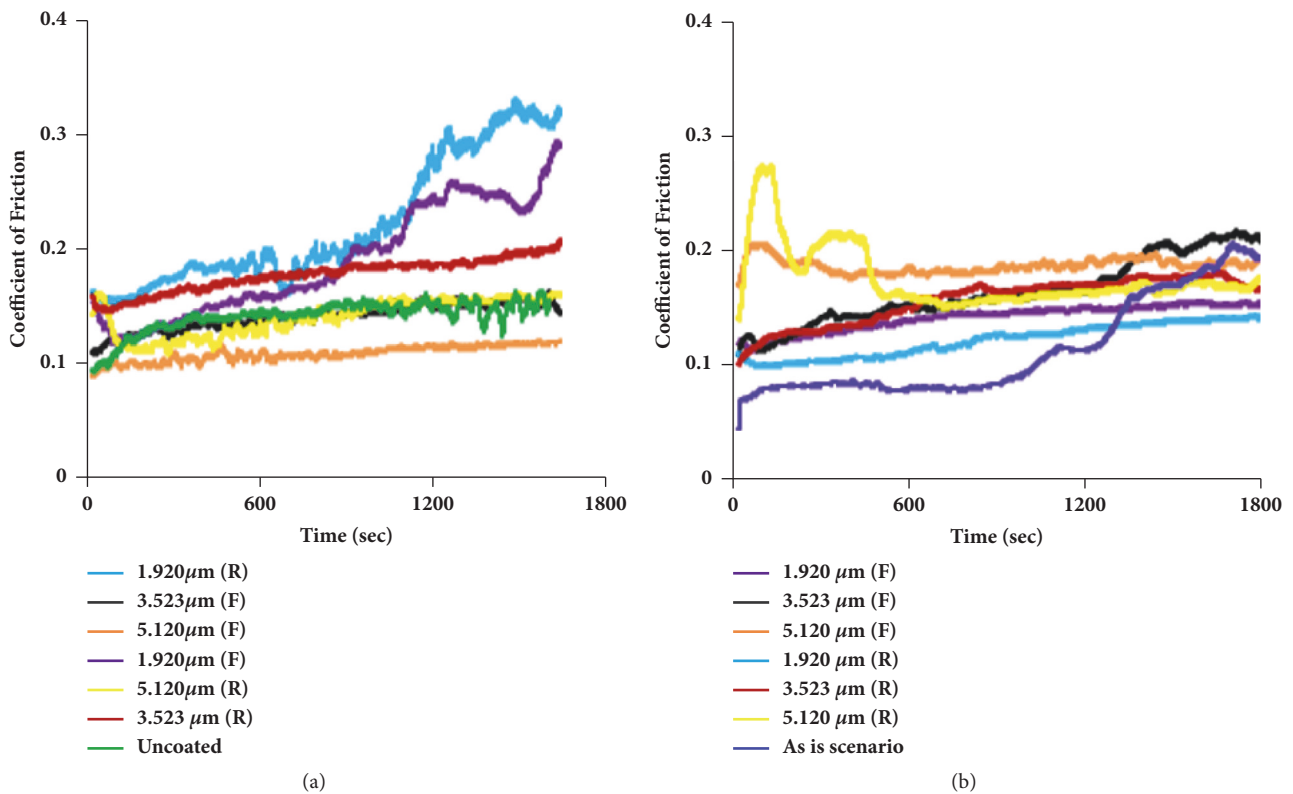 0.4
0.3
0.2
0.1
0
Coefficient of Friction
0
600
1200
1800
Time (sec)
1.920μm (R)
3.523μm (F)
5.120μm (F)
1.920μm (F)
5.120μm (R)
3.523 μm (R)
Uncoated
(a)
0.4
0.3
0.2
0.1
0
Coefficient of Friction
0
600
1200
1800
Time (sec)
1.920 μm (F)
3.523 μm (F)
5.120 μm (F)
1.920 μm (R)
3.523 μm (R)
5.120 μm (R)
As is scenario
(b)